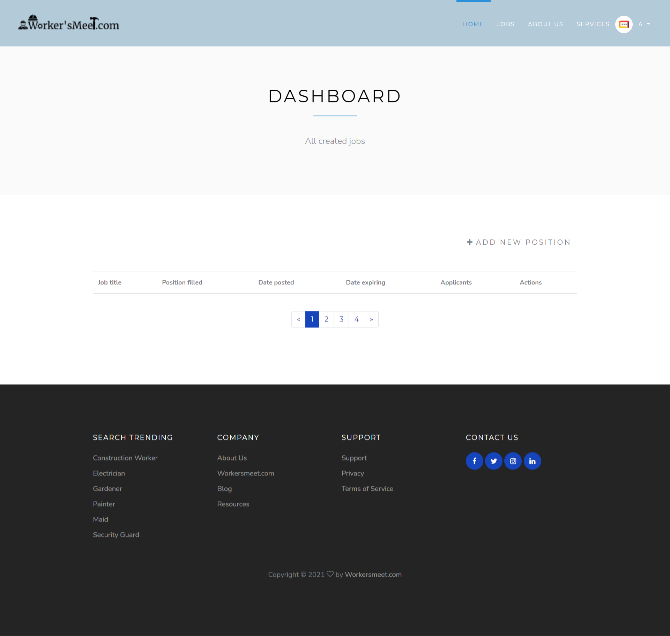 Worker'sMeeT.com
HOME JOBS ABOUT US SERVICES A
DASHBOARD
All created jobs
+ ADD NEW POSITION
Job title Position filled Date posted Date expiring Applicants Actions
< 1 2 3 4 >
SEARCH TRENDING
Construction Worker
Electrician
Gardener
Painter
Maid
Security Guard
COMPANY
About Us
Workersmeet.com
Blog
Resources
SUPPORT
Support
Privacy
Terms of Service
CONTACT US
Copyright © 2021 ♡ by Workersmeet.com